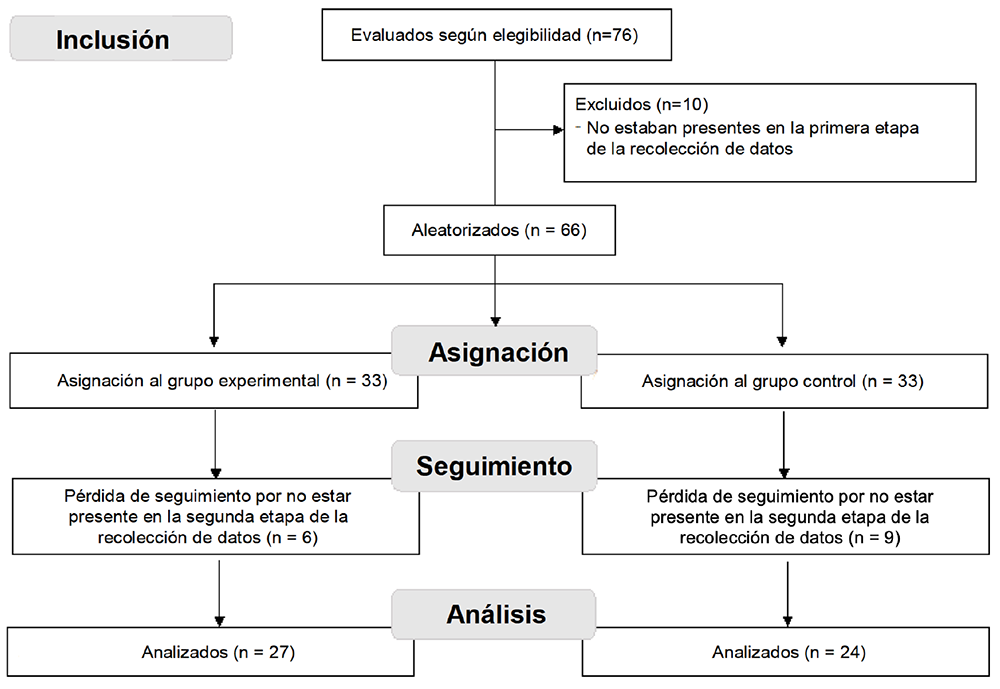 Inclusión
Evaluados según elegibilidad (n=76)
Excluidos (n=10)
- No estaban presentes en la primera etapa
de la recolección de datos
Aleatorizados (n = 66)
Asignación
Asignación al grupo experimental (n = 33)
Asignación al grupo control (n = 33)
Seguimiento
Pérdida de seguimiento por no estar
presente en la segunda etapa de la
recolección de datos (n = 6)
Pérdida de seguimiento por no estar
presente en la segunda etapa de la
recolección de datos (n = 9)
Análisis
Analizados (n = 27)
Analizados (n = 24)